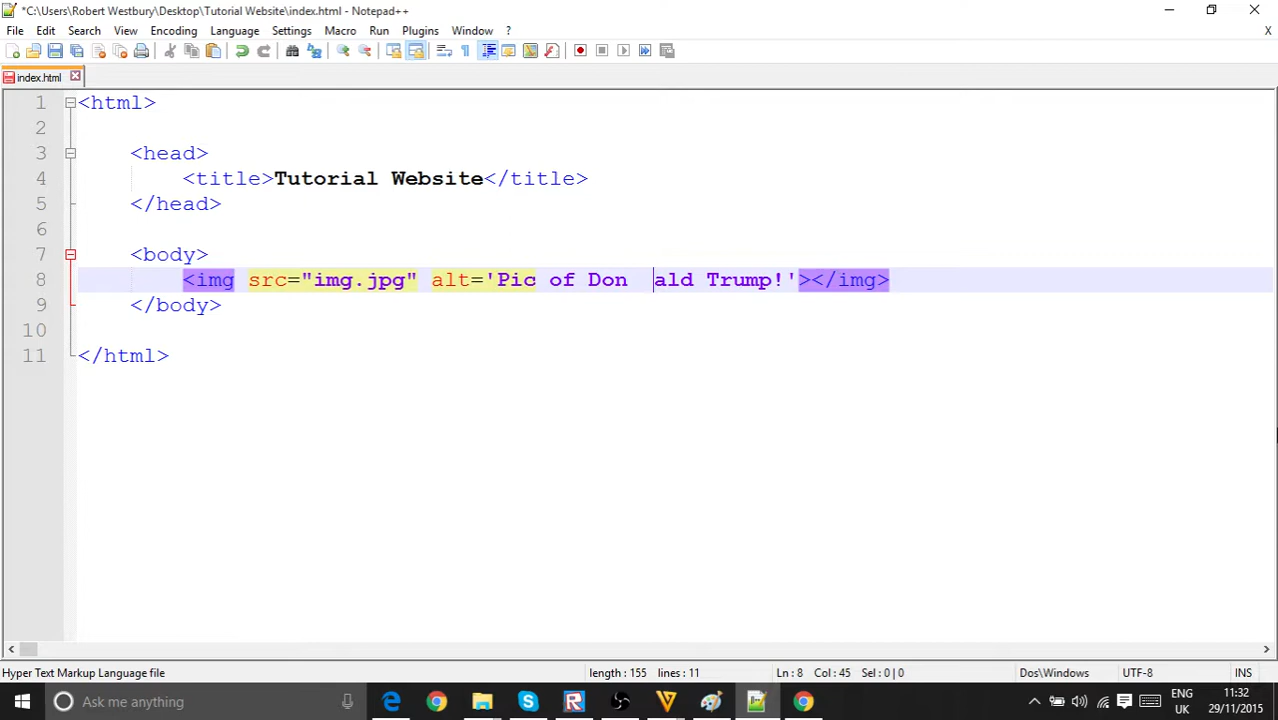 *C:\Users\Robert Westbury\Desktop\Tutorial Website\index.html - Notepad++
File Edit Search View Encoding Language Settings Macro Run Plugins Window ? X
index.html
1 <html>
2
3 <head>
4 <title>Tutorial Website</title>
5 </head>
6
7 <body>
8 <img src="img.jpg" alt='Pic of Don  ald Trump!'></img>
9 </body>
10
11 </html>
Hyper Text Markup Language file length : 155 lines : 11 Ln : 8 Col : 45 Sel : 0 | 0 Dos\Windows UTF-8 INS
Ask me anything ENG 11:32
UK 29/11/2015